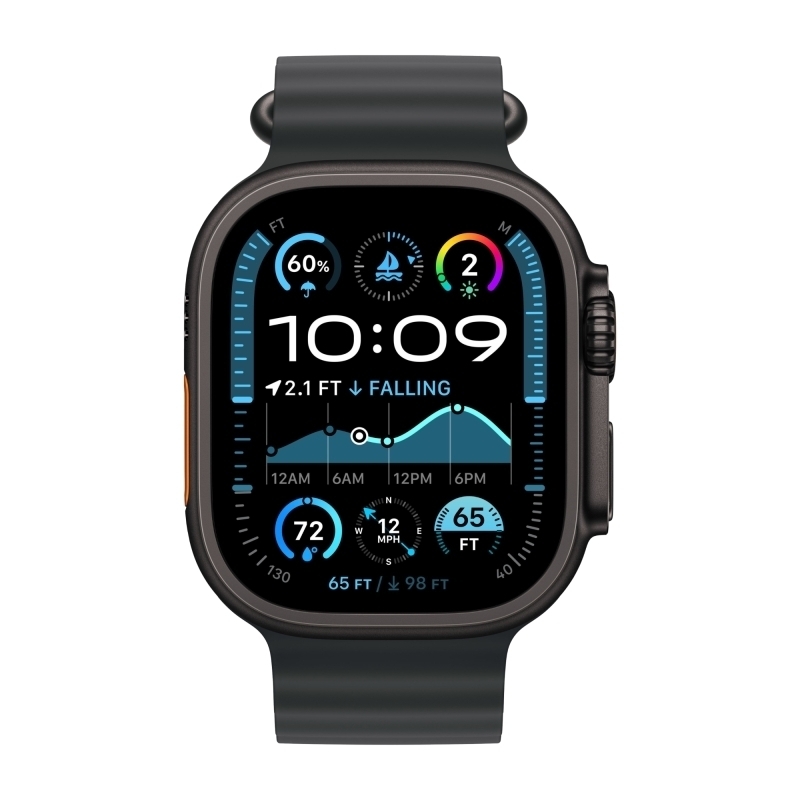 FT
M
60%
2
10:09
2.1 FT ↓ FALLING
12AM 6AM 12PM 6PM
72
N
W 12 E
MPH
S
65
FT
130
40
65 FT / ↓ 98 FT